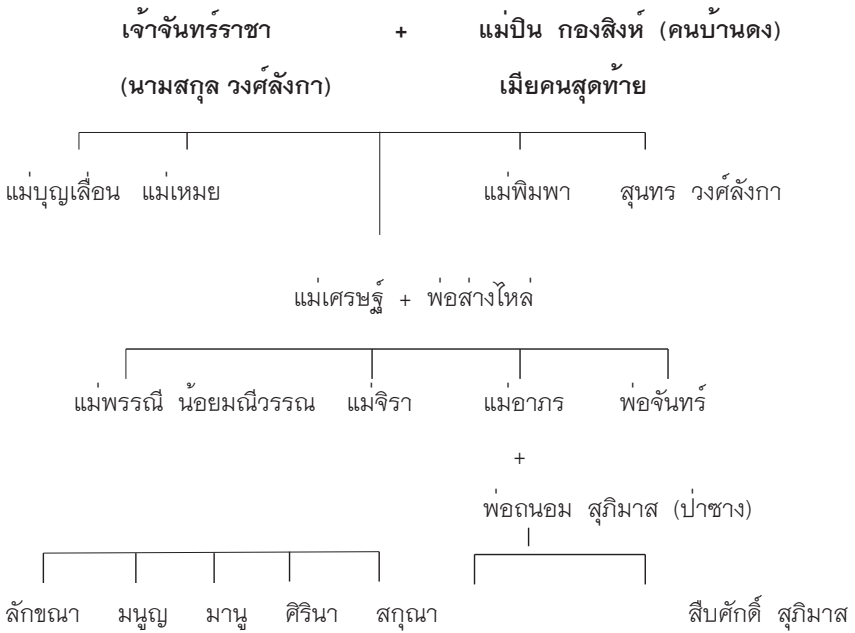 เจ้าจันทร์ราชา + แม่ปิน กองสิงห์ (คนบ้านดง)
(นามสกุล วงศ์ลังกา) เมียคนสุดท้าย
แม่บุญเลื่อน แม่เหมย แม่พิมพา สุนทร วงศ์ลังกา
แม่เศรษฐ์ + พ่อส่างไหล่
แม่พรรณี น้อยมณีวรรณ แม่จิรา แม่อาภร พ่อจันทร์
+
พ่อถนอม สุภิมาส (ป่าซาง)
ลักขณา มนูญ มานู ศิรินา สกุณา สืบศักดิ์ สุภิมาส